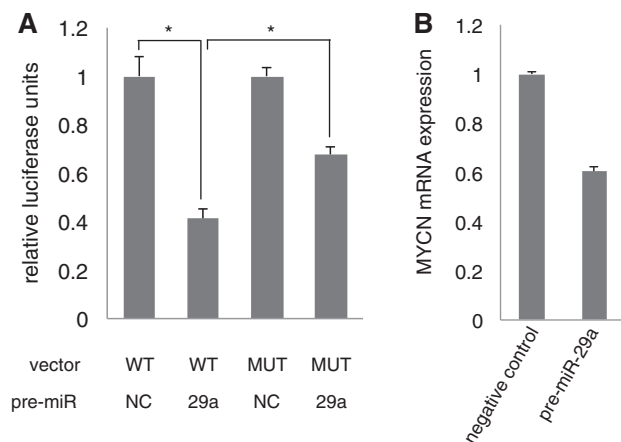 A
relative luciferase units
1.2
1
0.8
0.6
0.4
0.2
0
*
*
vector WT WT MUT MUT
pre-miR NC 29a NC 29a
B
MYCN mRNA expression
1.2
1
0.8
0.6
0.4
0.2
0
negative control
pre-miR-29a